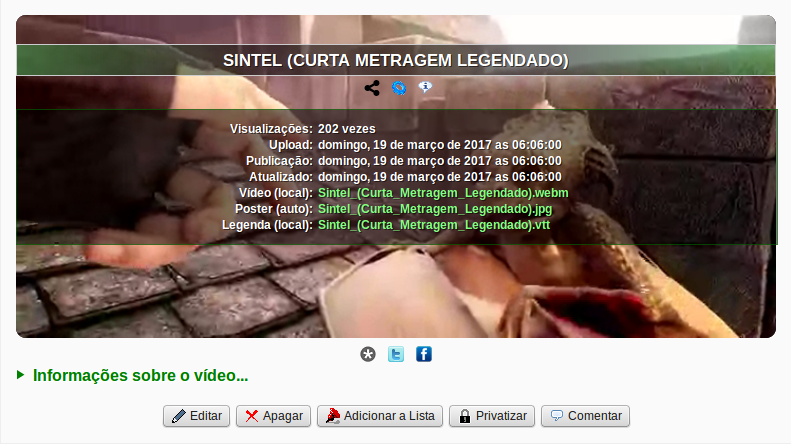 SINTEL (CURTA METRAGEM LEGENDADO)
Visualizações: 202 vezes
Upload: domingo, 19 de março de 2017 as 06:06:00
Publicação: domingo, 19 de março de 2017 as 06:06:00
Atualizado: domingo, 19 de março de 2017 as 06:06:00
Vídeo (local): Sintel_(Curta_Metragem_Legendado).webm
Poster (auto): Sintel_(Curta_Metragem_Legendado).jpg
Legenda (local): Sintel_(Curta_Metragem_Legendado).vtt
Informações sobre o vídeo...
Editar Apagar Adicionar a Lista Privatizar Comentar